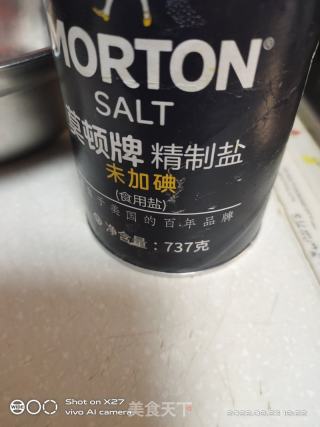 MORTON®
SALT
莫顿牌 精制盐
未加碘
(食用盐)
美国的百年品牌
净含量：737克
Shot on X27
vivo AI camera
美食天下